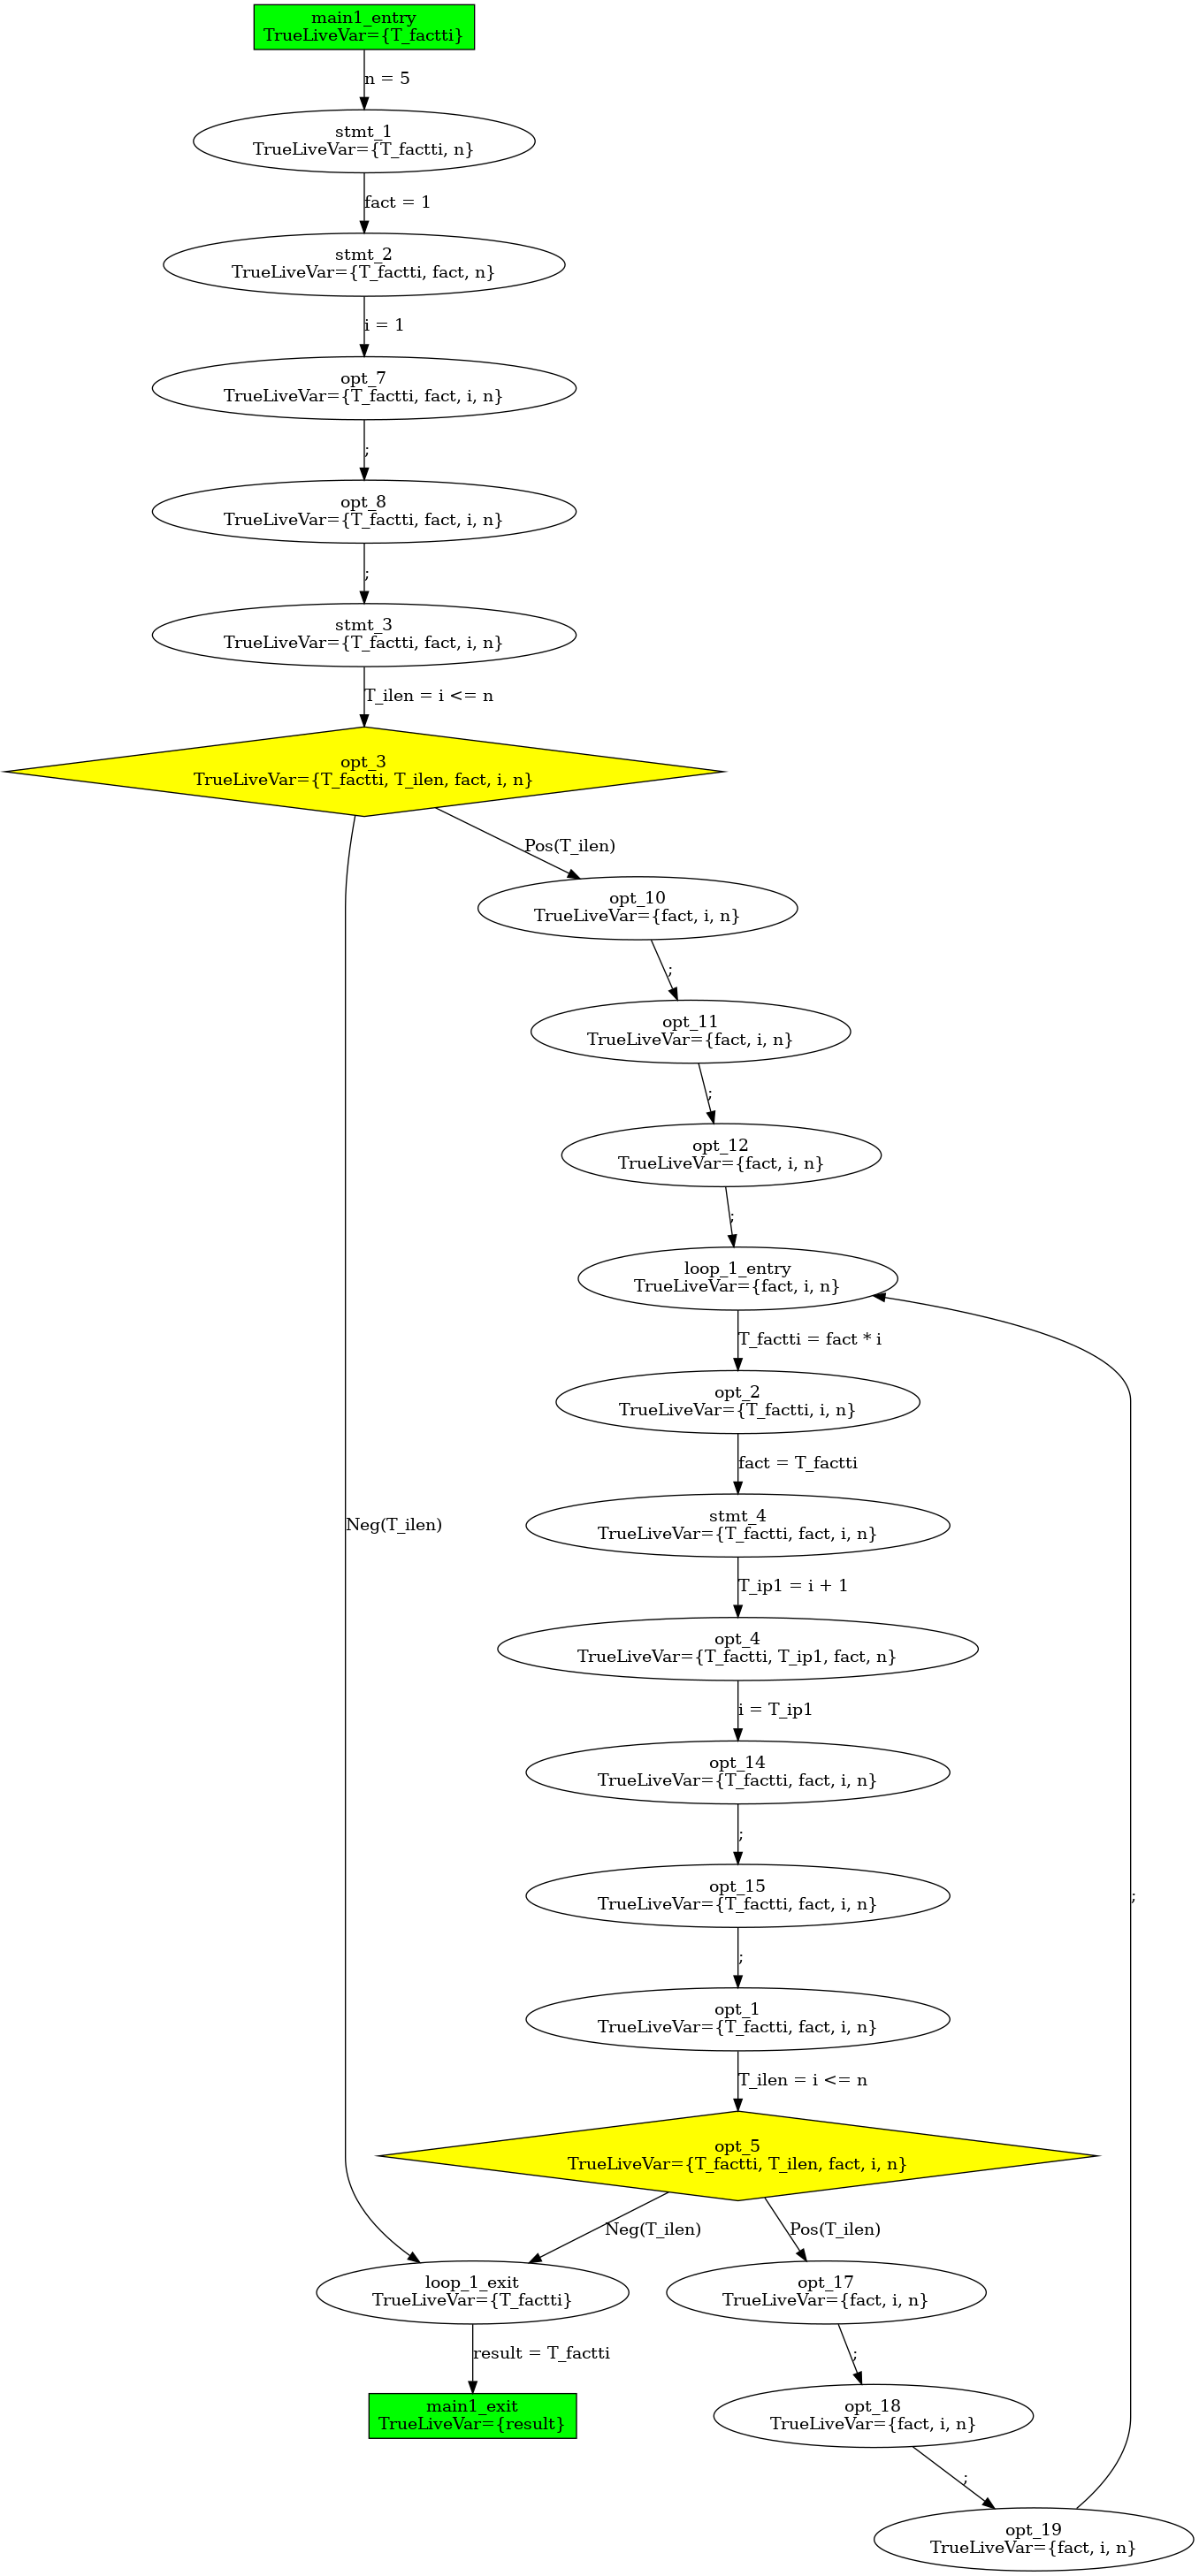 main1_entry
TrueLiveVar={T_factti}
n = 5
stmt_1
TrueLiveVar={T_factti, n}
fact = 1
stmt_2
TrueLiveVar={T_factti, fact, n}
i = 1
opt_7
TrueLiveVar={T_factti, fact, i, n}
;
opt_8
TrueLiveVar={T_factti, fact, i, n}
;
stmt_3
TrueLiveVar={T_factti, fact, i, n}
T_ilen = i <= n
opt_3
TrueLiveVar={T_factti, T_ilen, fact, i, n}
Pos(T_ilen)
opt_10
TrueLiveVar={fact, i, n}
;
opt_11
TrueLiveVar={fact, i, n}
;
opt_12
TrueLiveVar={fact, i, n}
;
loop_1_entry
TrueLiveVar={fact, i, n}
T_factti = fact * i
opt_2
TrueLiveVar={T_factti, i, n}
fact = T_factti
Neg(T_ilen)
stmt_4
TrueLiveVar={T_factti, fact, i, n}
T_ip1 = i + 1
opt_4
TrueLiveVar={T_factti, T_ip1, fact, n}
i = T_ip1
opt_14
TrueLiveVar={T_factti, fact, i, n}
;
opt_15
TrueLiveVar={T_factti, fact, i, n}
;
;
opt_1
TrueLiveVar={T_factti, fact, i, n}
T_ilen = i <= n
opt_5
TrueLiveVar={T_factti, T_ilen, fact, i, n}
Neg(T_ilen)
Pos(T_ilen)
loop_1_exit
TrueLiveVar={T_factti}
opt_17
TrueLiveVar={fact, i, n}
result = T_factti
;
main1_exit
TrueLiveVar={result}
opt_18
TrueLiveVar={fact, i, n}
;
opt_19
TrueLiveVar={fact, i, n}